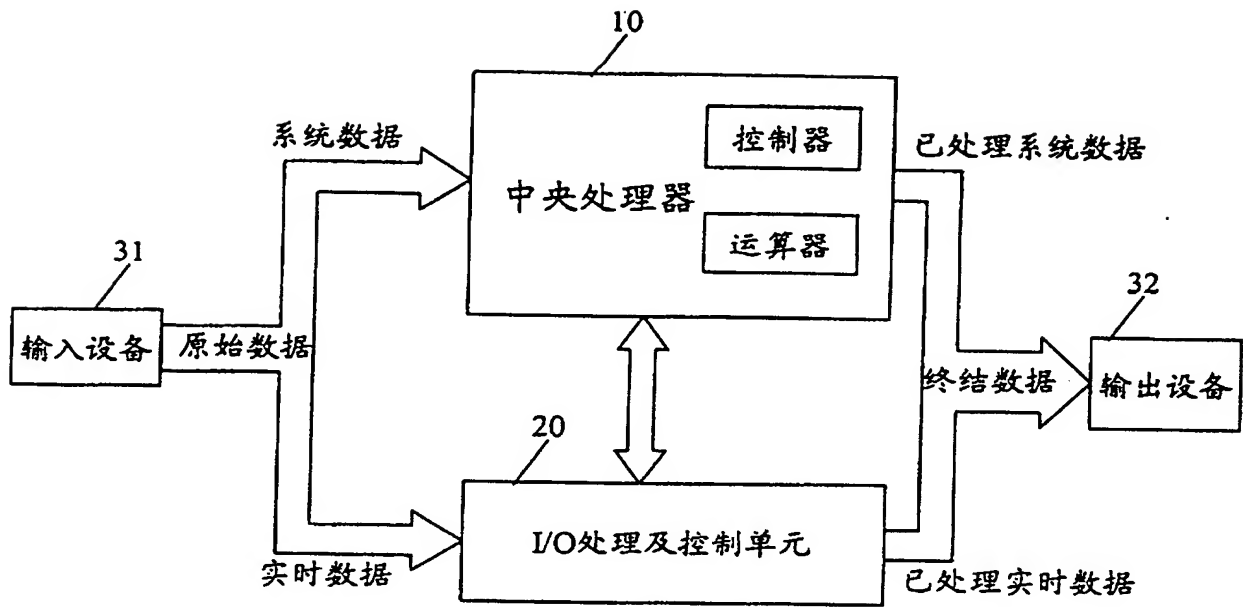 10
系统数据
控制器
已处理系统数据
中央处理器
运算器
31
32
输入设备
原始数据
终结数据
输出设备
20
I/O处理及控制单元
实时数据
已处理实时数据